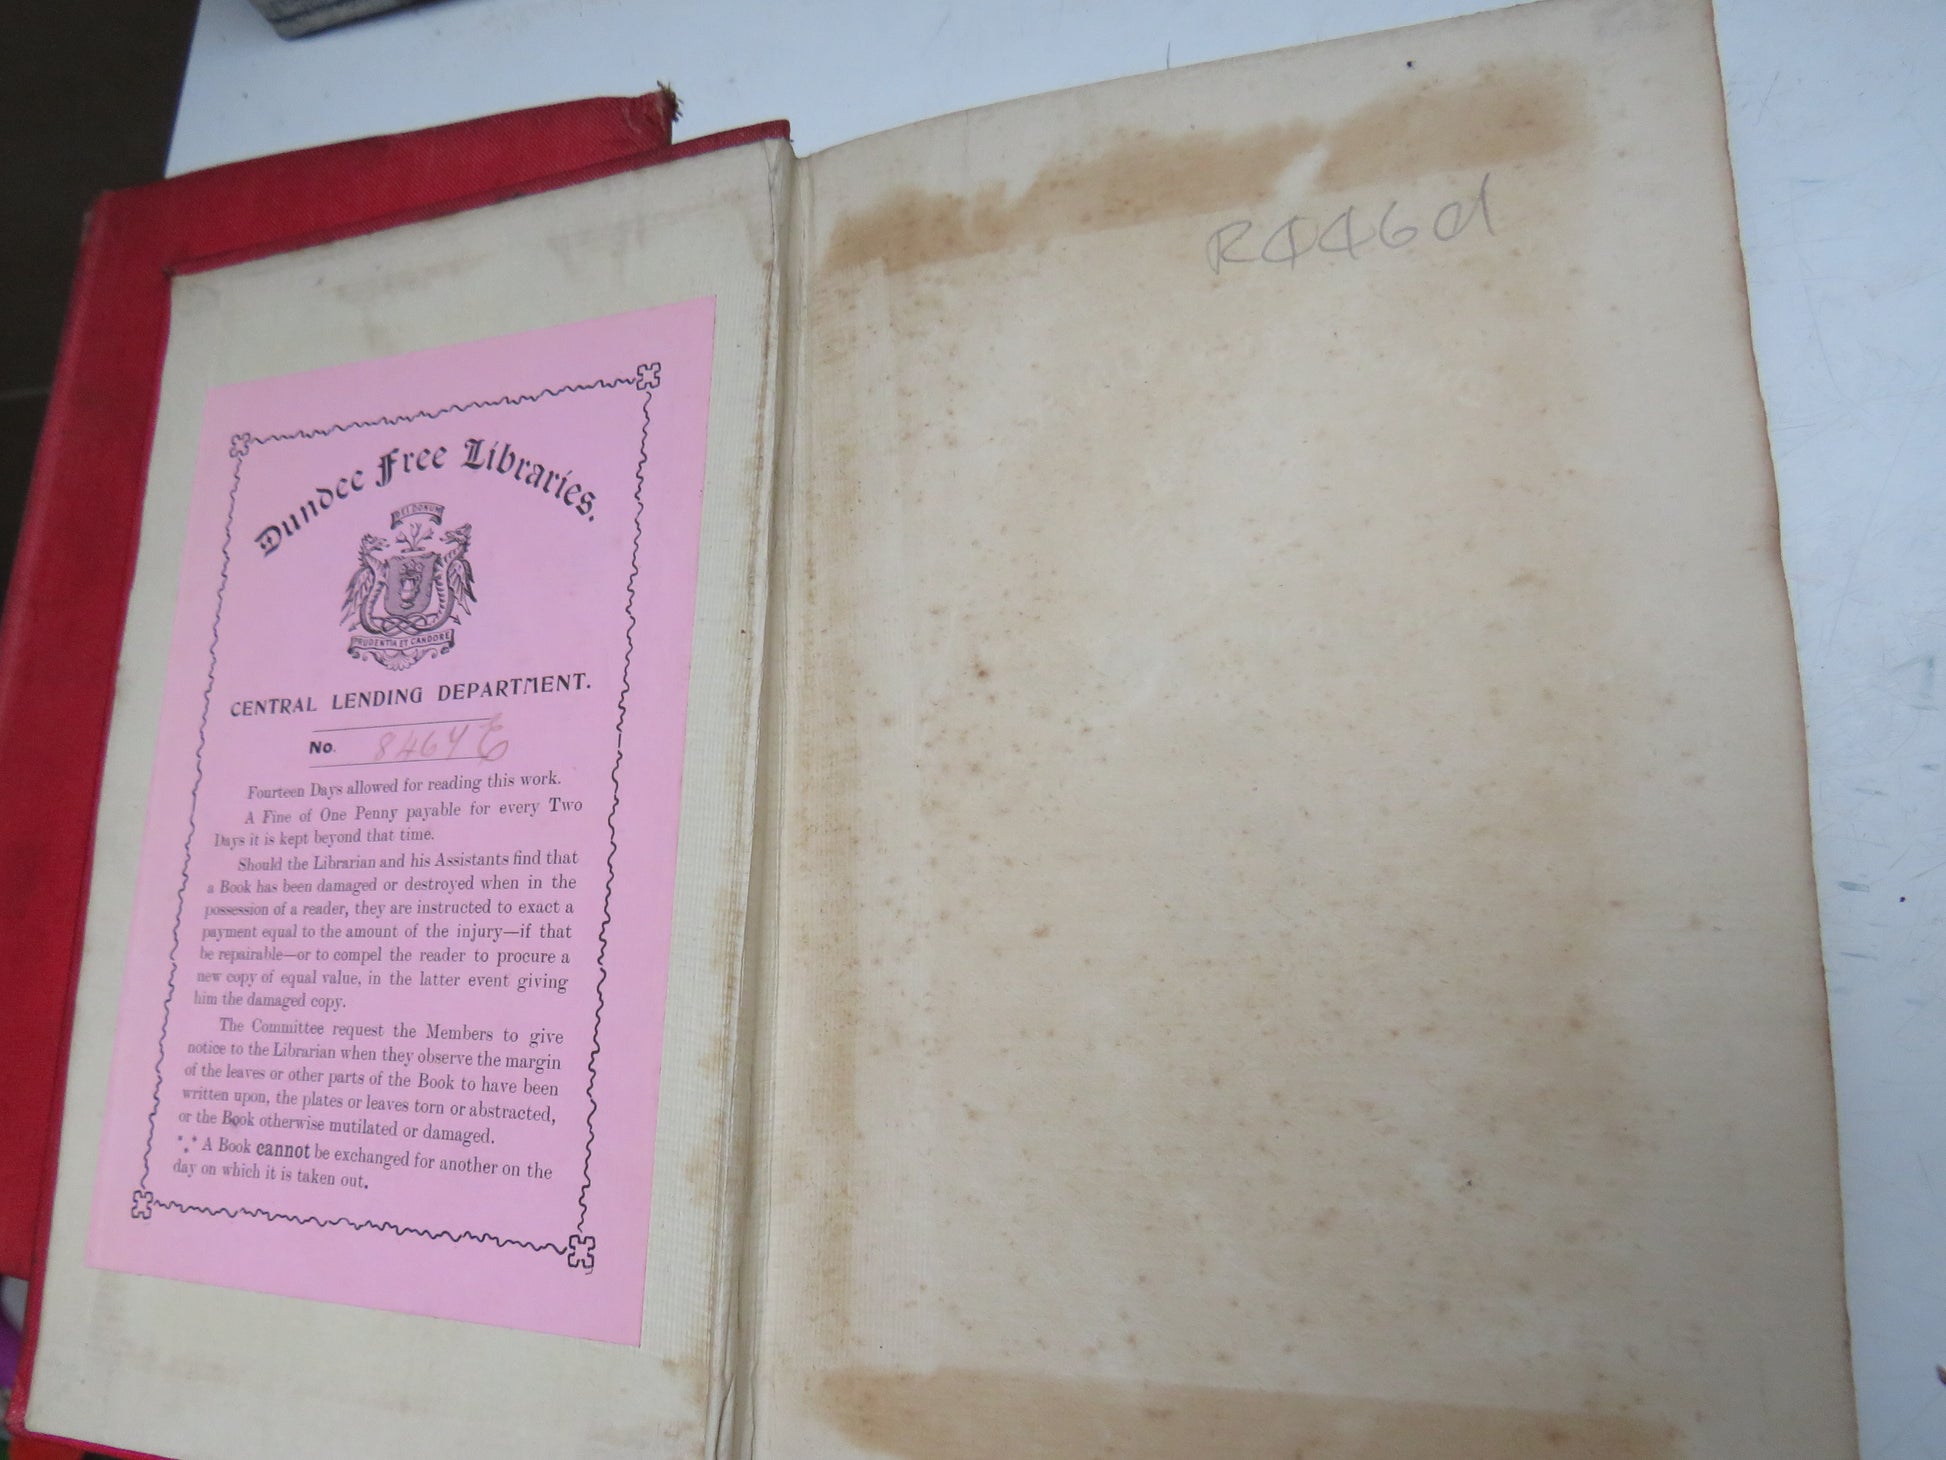 Dundee Free Libraries.
DEI DONUM
PRUDENTIA ET CANDORE
CENTRAL LENDING DEPARTMENT.
No. 8464 E
Fourteen Days allowed for reading this work.
A Fine of One Penny payable for every Two
Days it is kept beyond that time.
Should the Librarian and his Assistants find that
a Book has been damaged or destroyed when in the
possession of a reader, they are instructed to exact a
payment equal to the amount of the injury—if that
be repairable—or to compel the reader to procure a
new copy of equal value, in the latter event giving
him the damaged copy.
The Committee request the Members to give
notice to the Librarian when they observe the margin
of the leaves or other parts of the Book to have been
written upon, the plates or leaves torn or abstracted,
or the Book otherwise mutilated or damaged.
*** A Book cannot be exchanged for another on the
day on which it is taken out.
R446d